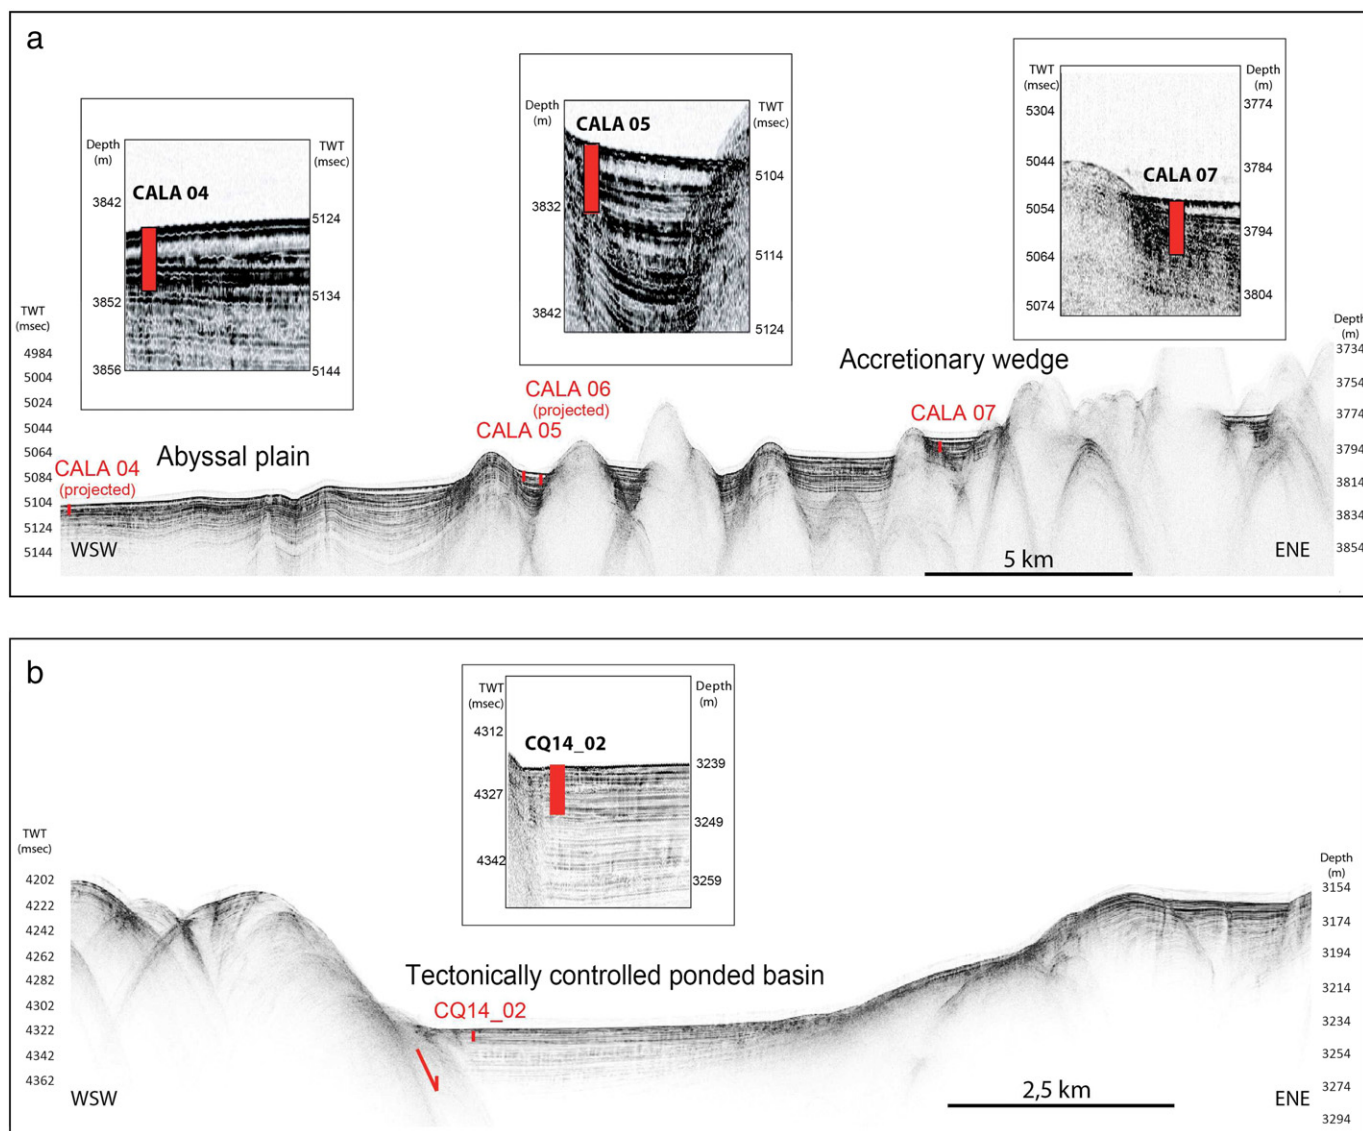 a
Depth
(m)
TWT
(msec)
CALA 04
3842
3852
3856
5124
5134
5144
Depth
(m)
TWT
(msec)
CALA 05
3832
3842
5104
5114
5124
TWT
(msec)
Depth
(m)
CALA 07
5304
5044
5054
5064
5074
3774
3784
3794
3804
TWT
(msec)
4984
5004
5024
5044
5064
5084
5104
5124
5144
Depth
(m)
3734
3754
3774
3794
3814
3834
3854
Accretionary wedge
CALA 06
(projected)
CALA 05
CALA 07
Abyssal plain
CALA 04
(projected)
WSW
5 km
ENE
b
TWT
(msec)
Depth
(m)
CQ14_02
4312
4327
4342
3239
3249
3259
TWT
(msec)
4202
4222
4242
4262
4282
4302
4322
4342
4362
Depth
(m)
3154
3174
3194
3214
3234
3254
3274
3294
Tectonically controlled ponded basin
CQ14_02
WSW
2,5 km
ENE